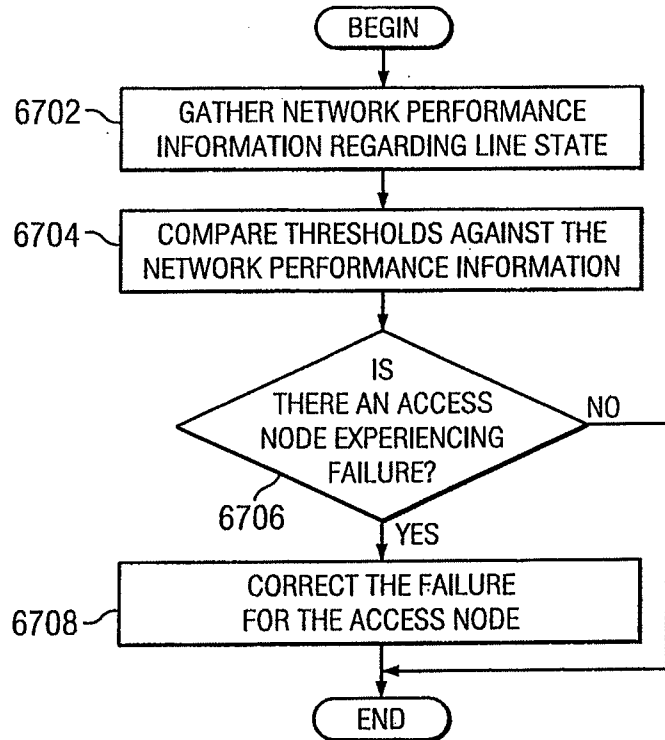 BEGIN
6702
GATHER NETWORK PERFORMANCE
INFORMATION REGARDING LINE STATE
6704
COMPARE THRESHOLDS AGAINST THE
NETWORK PERFORMANCE INFORMATION
IS
THERE AN ACCESS
NODE EXPERIENCING
FAILURE?
NO
6706
YES
6708
CORRECT THE FAILURE
FOR THE ACCESS NODE
END